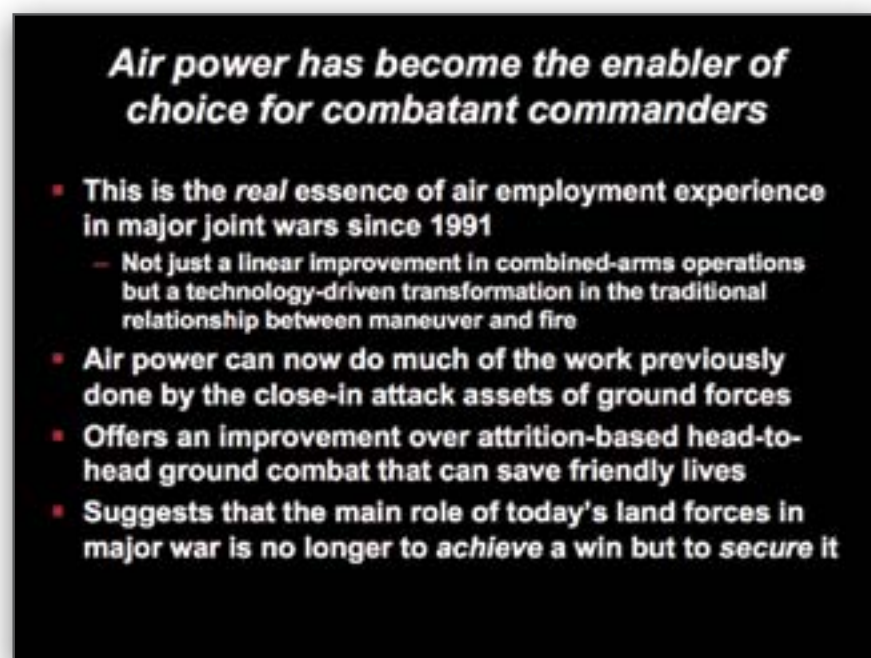 Air power has become the enabler of
choice for combatant commanders
▪ This is the real essence of air employment experience
in major joint wars since 1991
– Not just a linear improvement in combined-arms operations
but a technology-driven transformation in the traditional
relationship between maneuver and fire
▪ Air power can now do much of the work previously
done by the close-in attack assets of ground forces
▪ Offers an improvement over attrition-based head-to-
head ground combat that can save friendly lives
▪ Suggests that the main role of today's land forces in
major war is no longer to achieve a win but to secure it